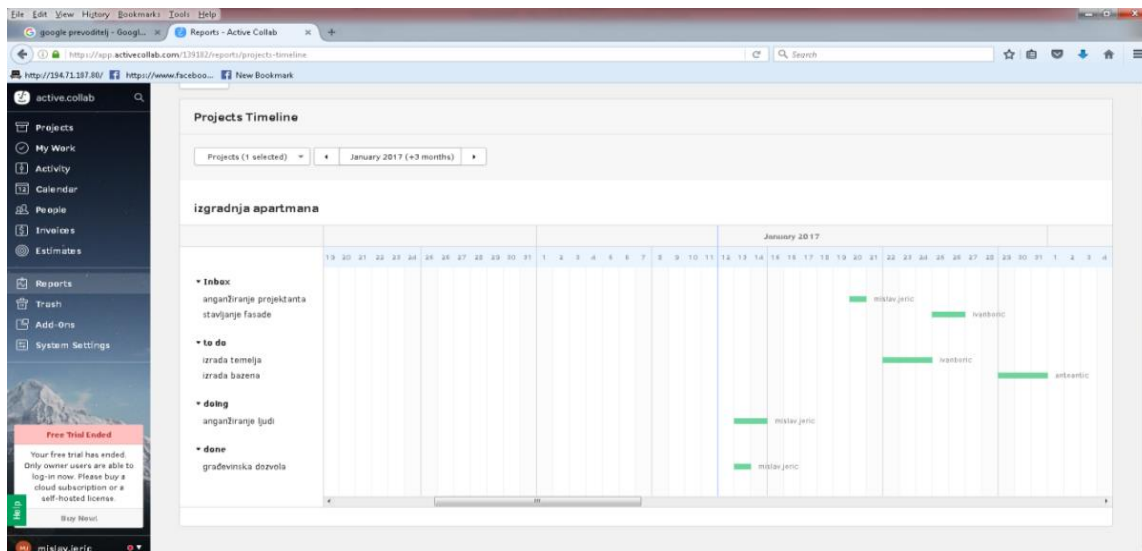 File Edit View History Bookmarks Tools Help
google prevoditelj - Googl... Reports - Active Collab
https://app.activecollab.com/139182/reports/projects-timeline Search
http://194.71.107.80/ https://www.faceboo... New Bookmark
active.collab
Projects
My Work
Activity
Calendar
People
Invoices
Estimates
Reports
Trash
Add-Ons
System Settings
Free Trial Ended
Your free trial has ended.
Only owner users are able to
log-in now. Please buy a
cloud subscription or a
self-hosted license.
Buy Now!
Help
mislav.jeric
Projects Timeline
Projects (1 selected) January 2017 (+3 months)
izgradnja apartmana
January 2017
19 20 21 22 23 24 25 26 27 28 29 30 31 1 2 3 4 5 6 7 8 9 10 11 12 13 14 15 16 17 18 19 20 21 22 23 24 25 26 27 28 29 30 31 1 2 3 4
Inbox
anganžiranje projektanta mislav.jeric
stavljanje fasade ivanboric
to do
izrada temelja ivanboric
izrada bazena anteantic
doing
anganžiranje ljudi mislav.jeric
done
građevinska dozvola mislav.jeric